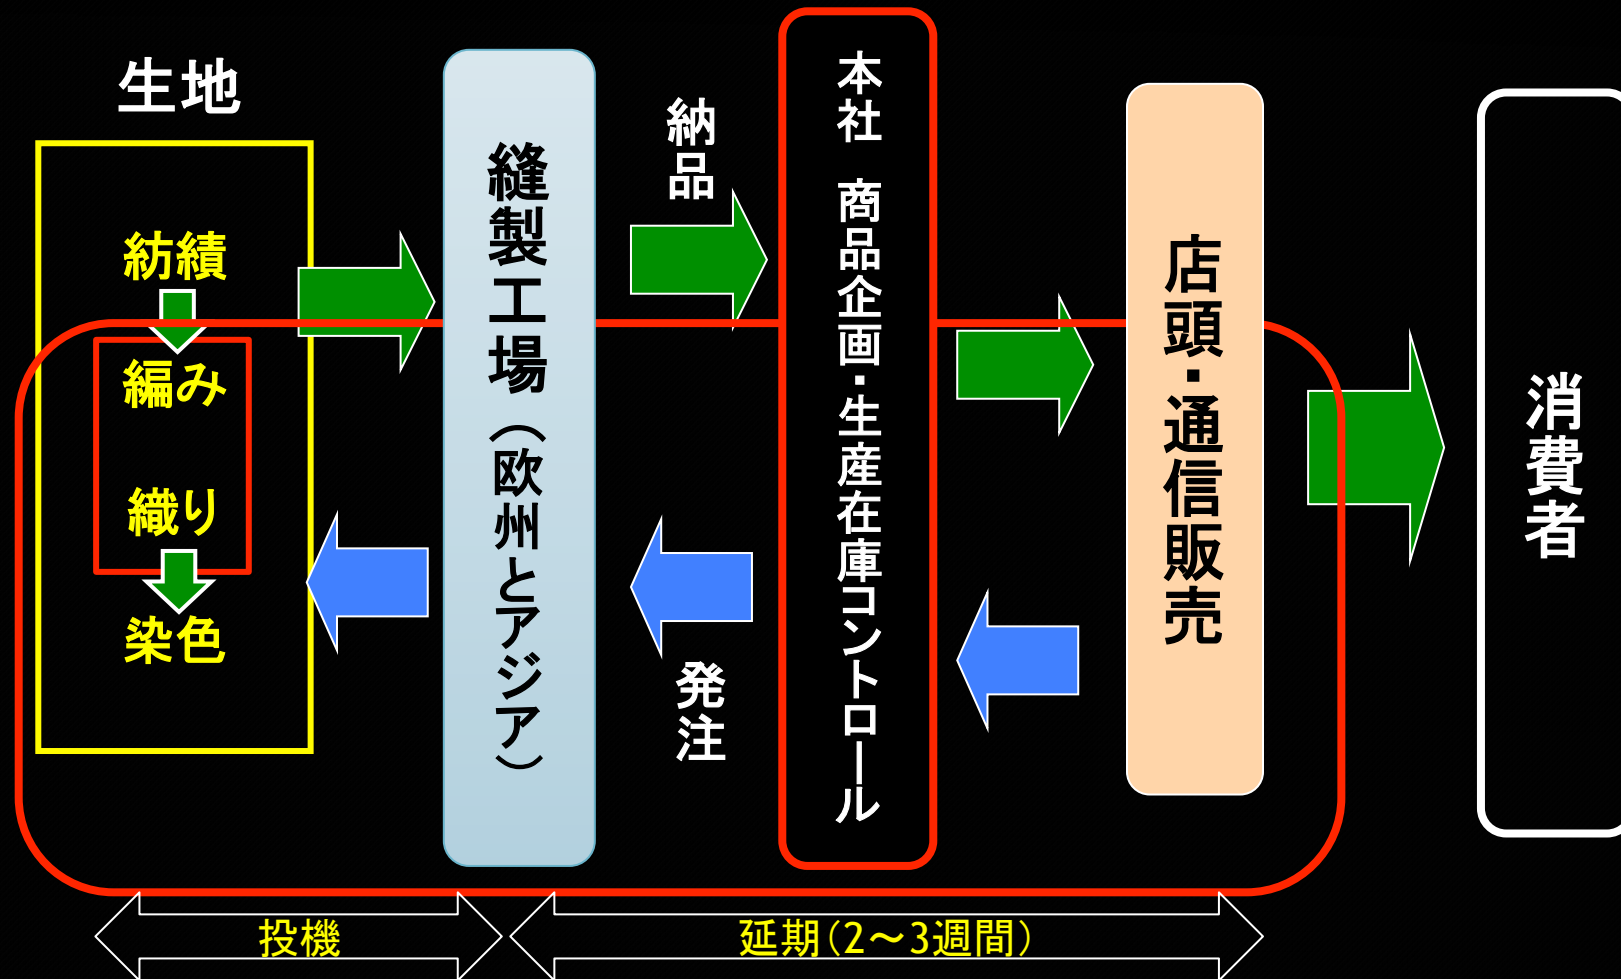 生地
紡績
編み
織り
染色
縫製工場（欧州とアジア）
納品
発注
本社　商品企画・生産在庫コントロール
店頭・通信販売
消費者
投機
延期（2～3週間）